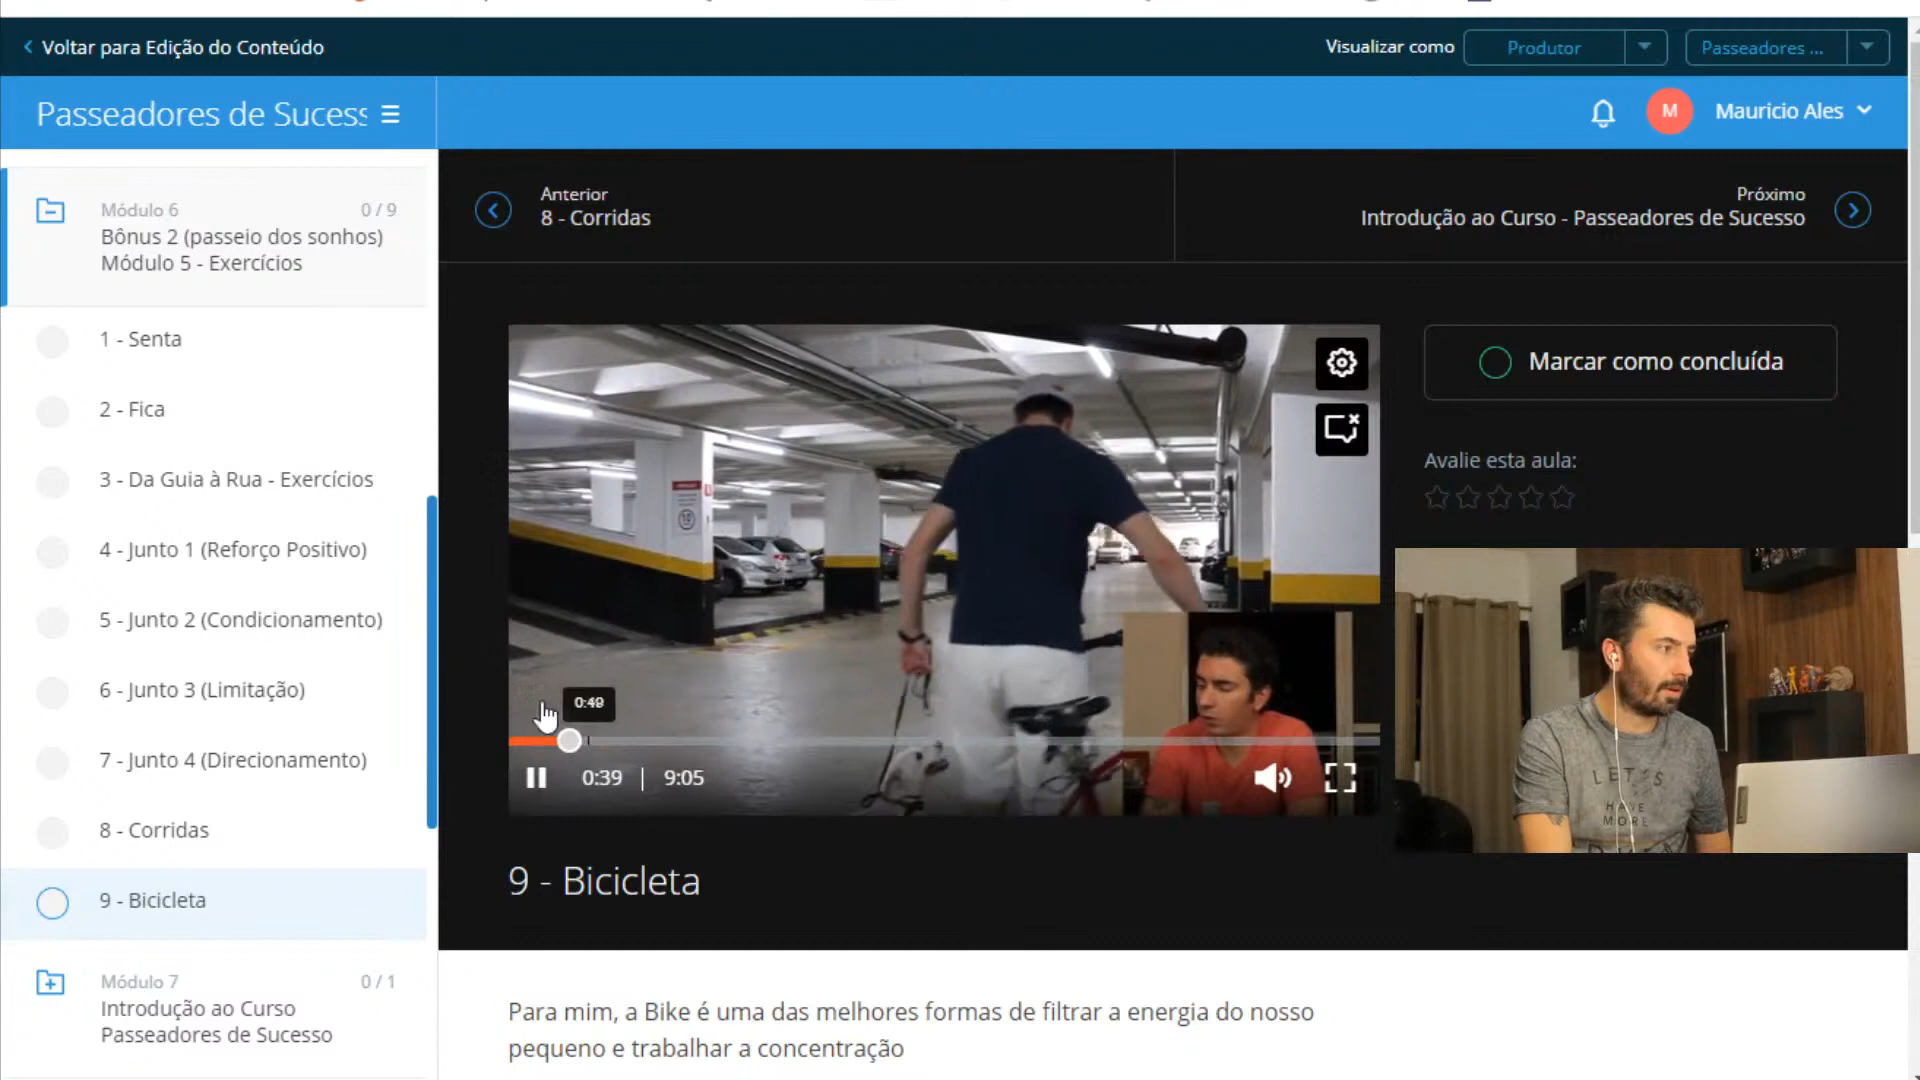 Voltar para Edição do Conteúdo
Visualizar como
Produtor
Passeadores ...
Passeadores de Sucess
M
Mauricio Ales
Módulo 6
0 / 9
Bônus 2 (passeio dos sonhos)
Módulo 5 - Exercícios
1 - Senta
2 - Fica
3 - Da Guia à Rua - Exercícios
4 - Junto 1 (Reforço Positivo)
5 - Junto 2 (Condicionamento)
6 - Junto 3 (Limitação)
7 - Junto 4 (Direcionamento)
8 - Corridas
9 - Bicicleta
Módulo 7
0 / 1
Introdução ao Curso
Passeadores de Sucesso
Anterior
8 - Corridas
Próximo
Introdução ao Curso - Passeadores de Sucesso
0:49
0:39 | 9:05
Marcar como concluída
Avalie esta aula:
LET'S
HAVE
MORE
9 - Bicicleta
Para mim, a Bike é uma das melhores formas de filtrar a energia do nosso
pequeno e trabalhar a concentração